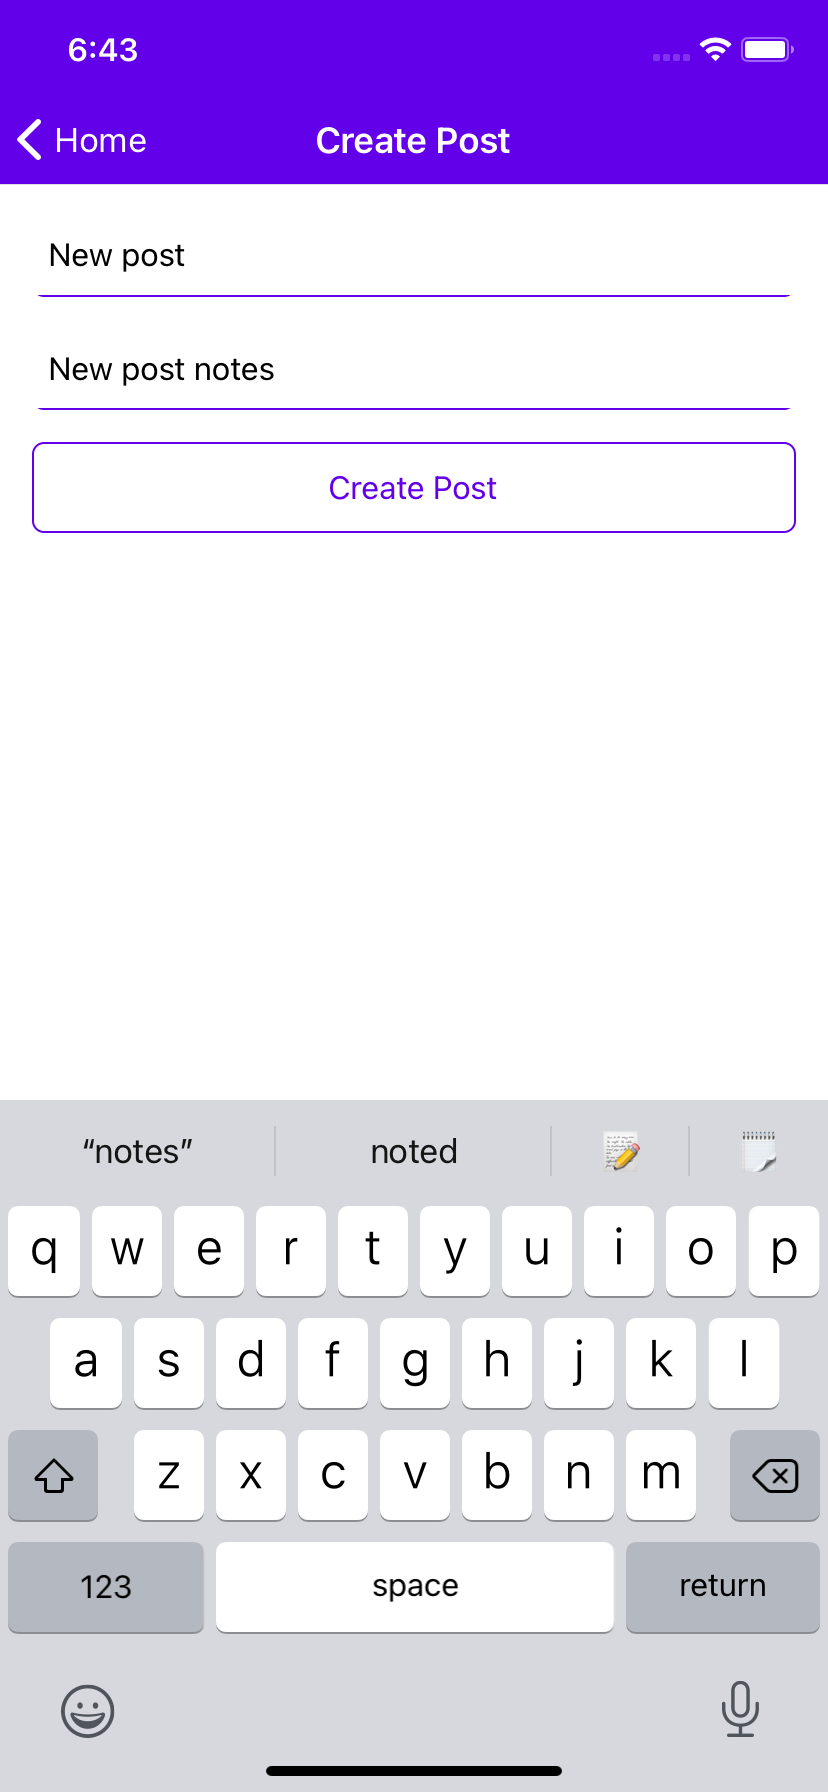 6:43
Home Create Post
New post
New post notes
Create Post
“notes” noted
q w e r t y u i o p
a s d f g h j k l
z x c v b n m
123 space return